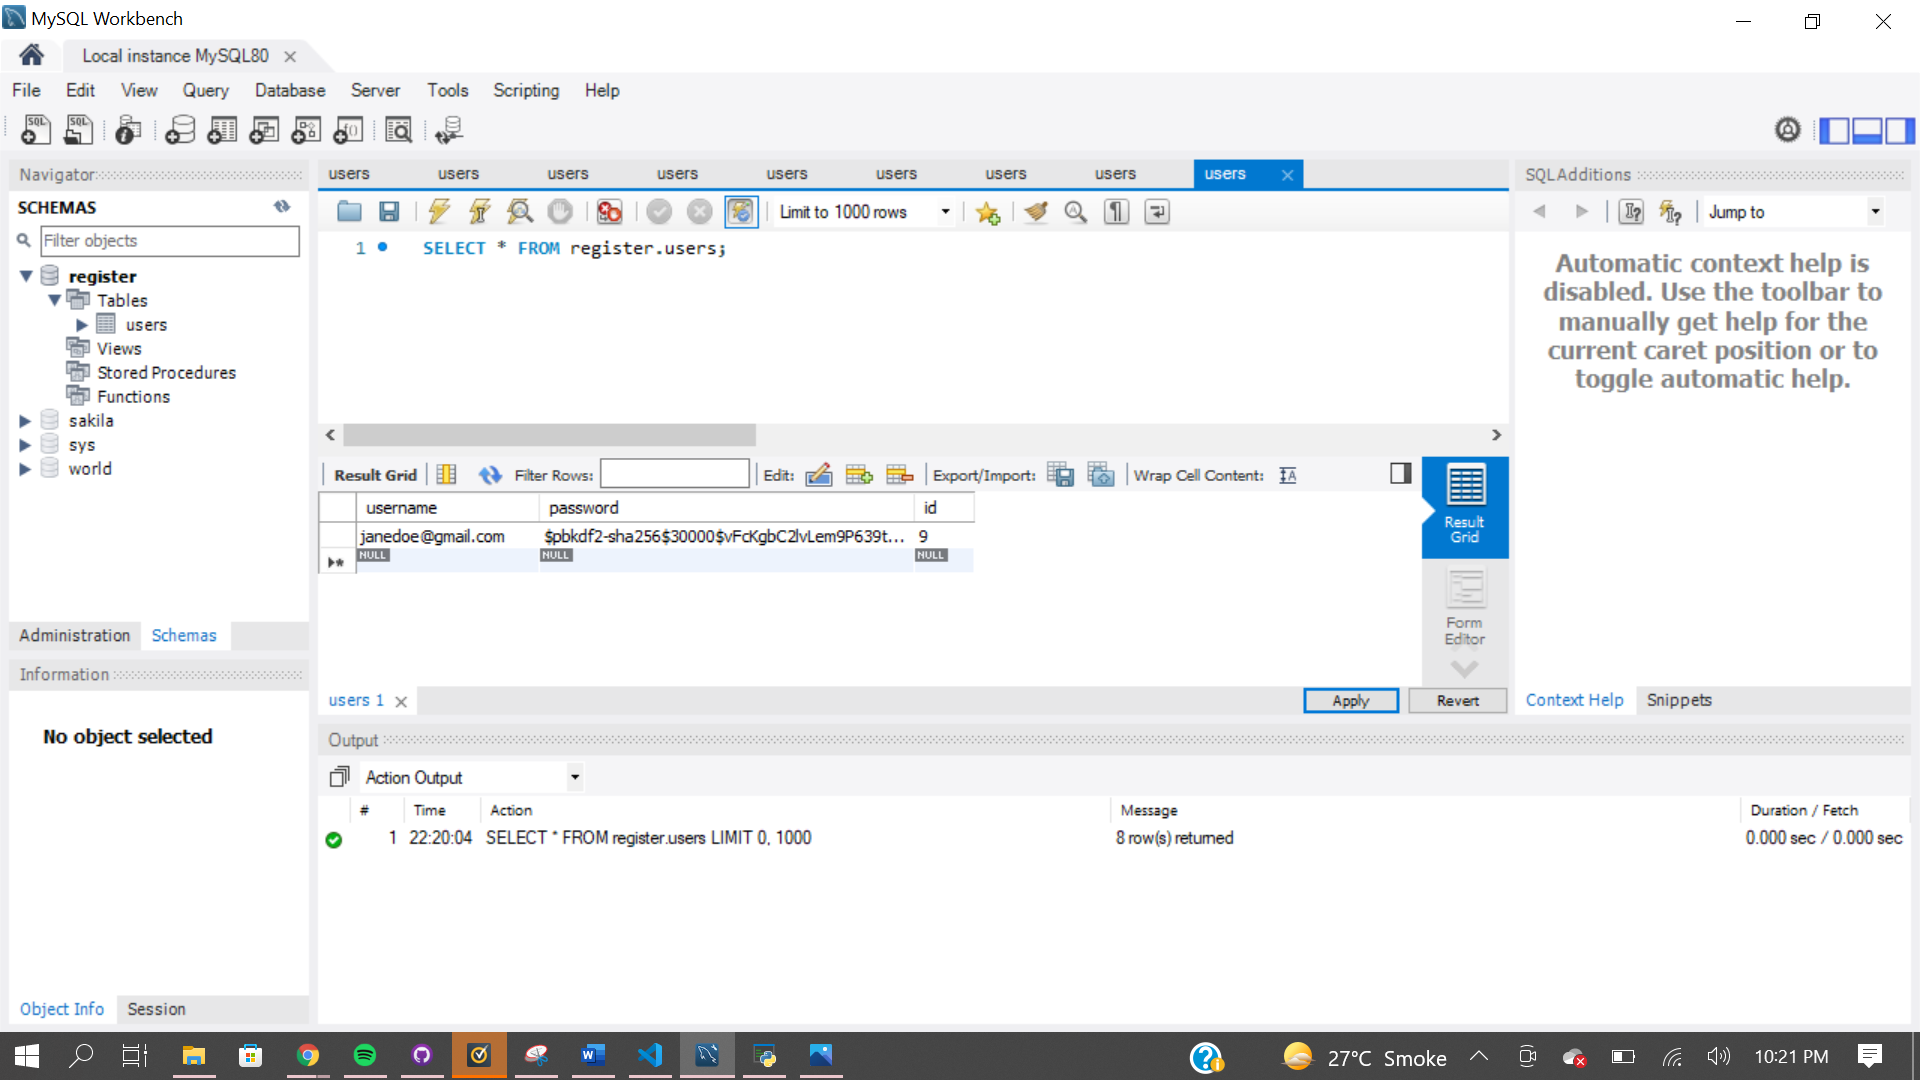 MySQL Workbench
Local instance MySQL80
File Edit View Query Database Server Tools Scripting Help
SQL SQL
Navigator
SCHEMAS
Filter objects
register
Tables
users
Views
Stored Procedures
Functions
sakila
sys
world
Administration Schemas
Information
No object selected
Object Info Session
users users users users users users users users users
Limit to 1000 rows
1 SELECT * FROM register.users;
Result Grid Filter Rows: Edit: Export/Import: Wrap Cell Content:
username password id
janedoe@gmail.com $pbkdf2-sha256$30000$vFcKgbC2lvLem9P639t... 9
NULL NULL NULL
Result Grid
Form Editor
users 1
Apply Revert
SQLAdditions
Jump to
Automatic context help is
disabled. Use the toolbar to
manually get help for the
current caret position or to
toggle automatic help.
Context Help Snippets
Output
Action Output
# Time Action Message Duration / Fetch
1 22:20:04 SELECT * FROM register.users LIMIT 0, 1000 8 row(s) returned 0.000 sec / 0.000 sec
27°C Smoke 10:21 PM